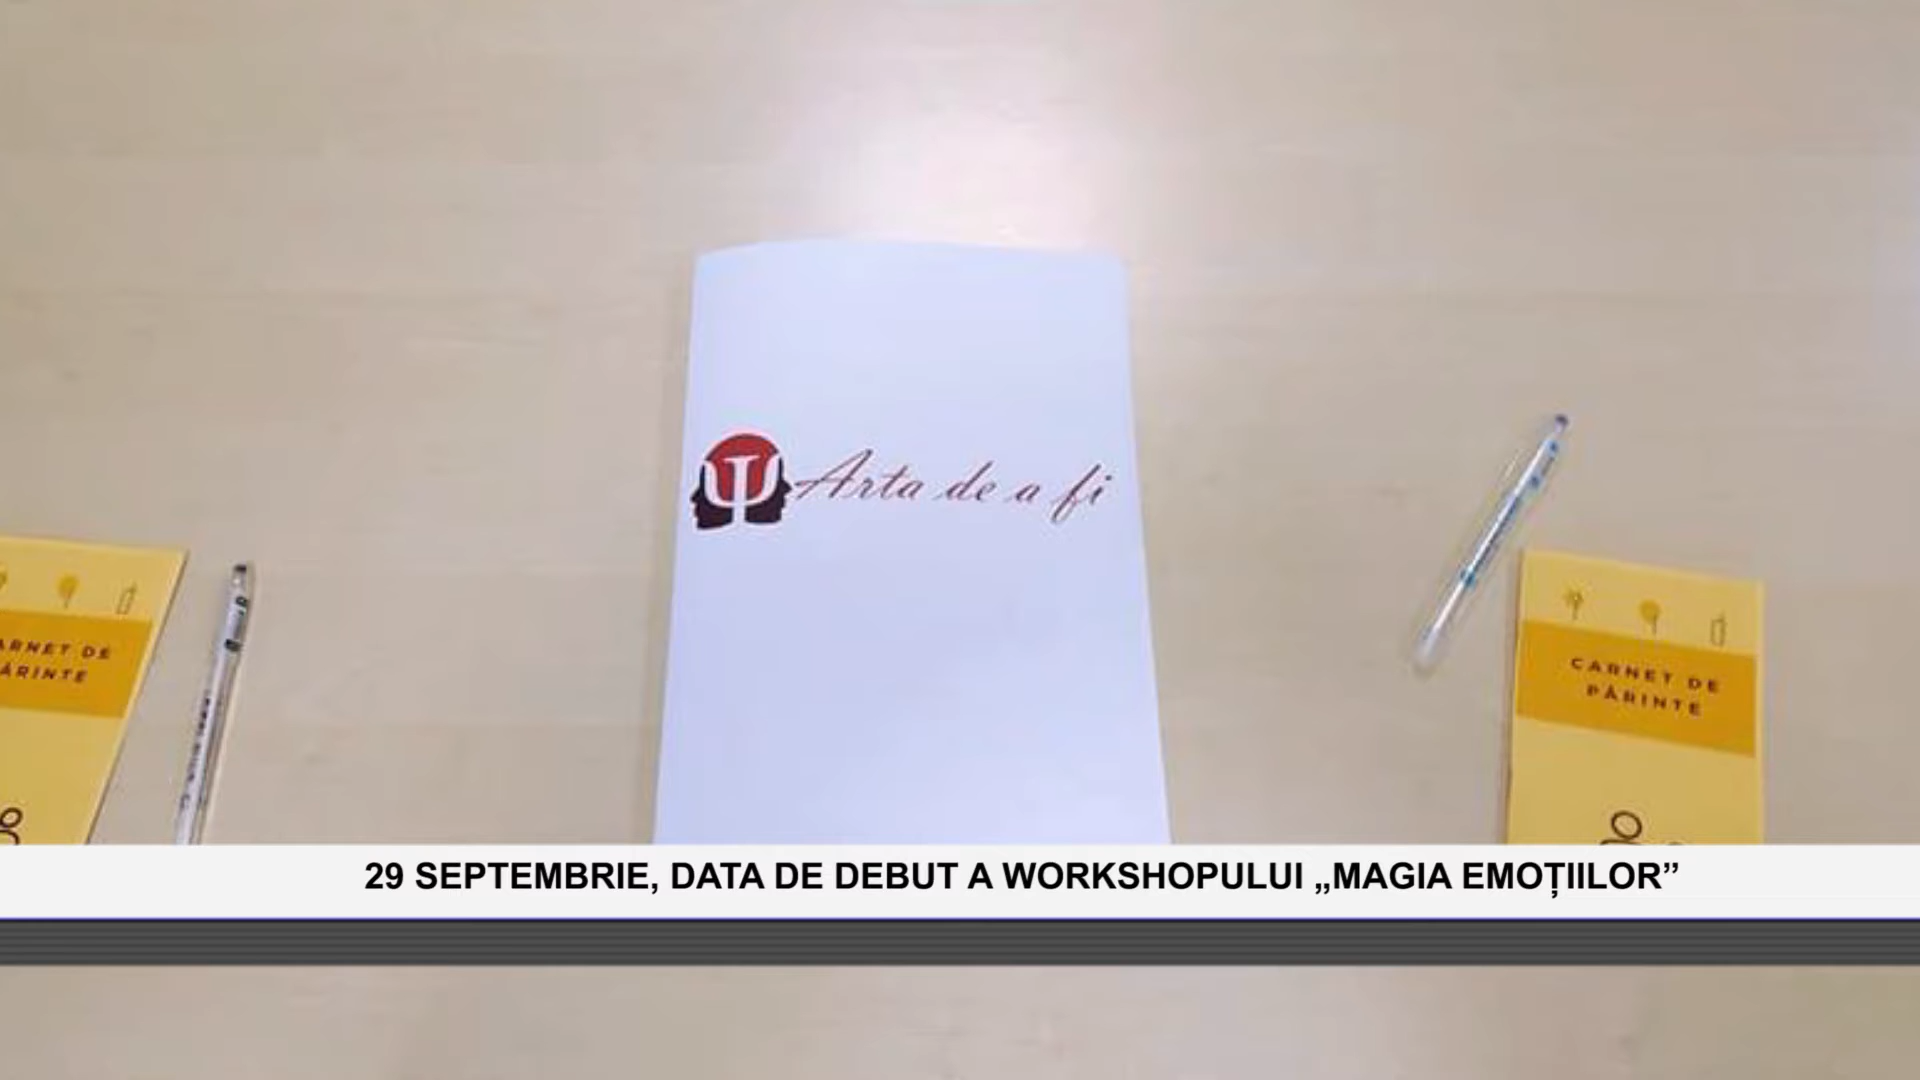 Arta de a fi
ARNET DE
ĂRINTE
CARNET DE
PĂRINTE
29 SEPTEMBRIE, DATA DE DEBUT A WORKSHOPULUI „MAGIA EMOȚIILOR”